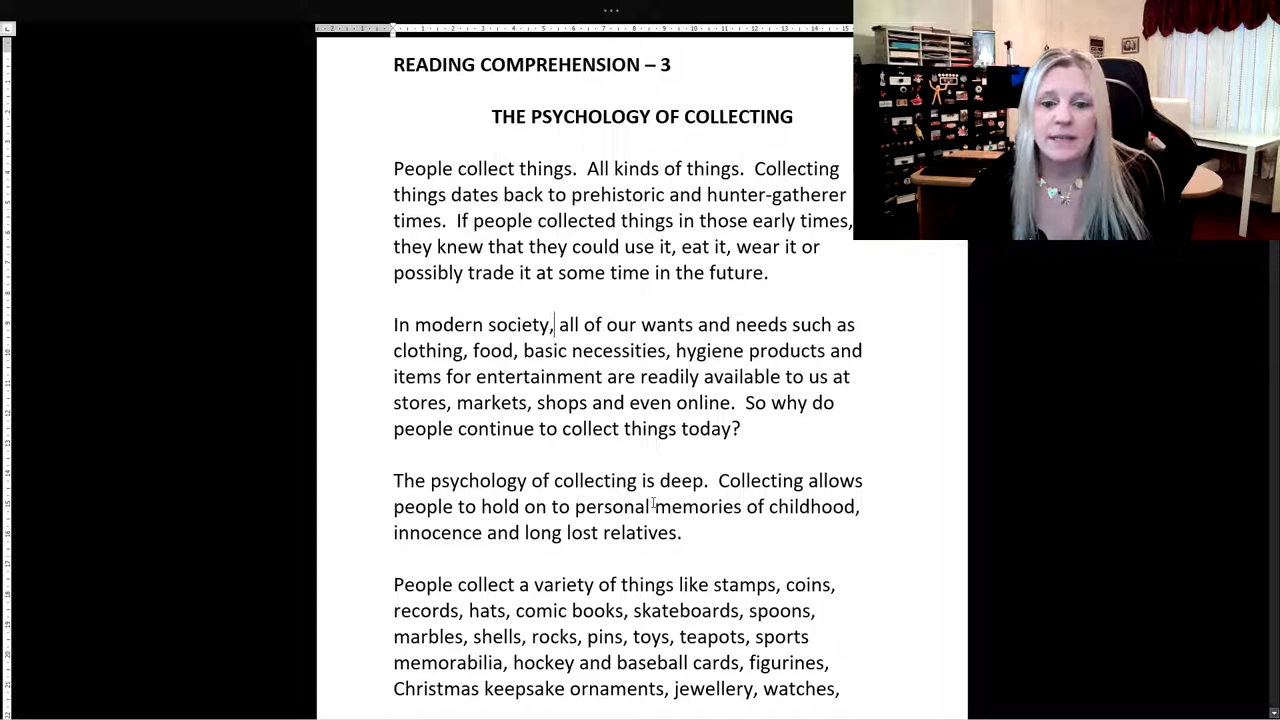 READING COMPREHENSION – 3
THE PSYCHOLOGY OF COLLECTING
People collect things.  All kinds of things.  Collecting
things dates back to prehistoric and hunter-gatherer
times.  If people collected things in those early times,
they knew that they could use it, eat it, wear it or
possibly trade it at some time in the future.
In modern society, all of our wants and needs such as
clothing, food, basic necessities, hygiene products and
items for entertainment are readily available to us at
stores, markets, shops and even online.  So why do
people continue to collect things today?
The psychology of collecting is deep.  Collecting allows
people to hold on to personal memories of childhood,
innocence and long lost relatives.
People collect a variety of things like stamps, coins,
records, hats, comic books, skateboards, spoons,
marbles, shells, rocks, pins, toys, teapots, sports
memorabilia, hockey and baseball cards, figurines,
Christmas keepsake ornaments, jewellery, watches,